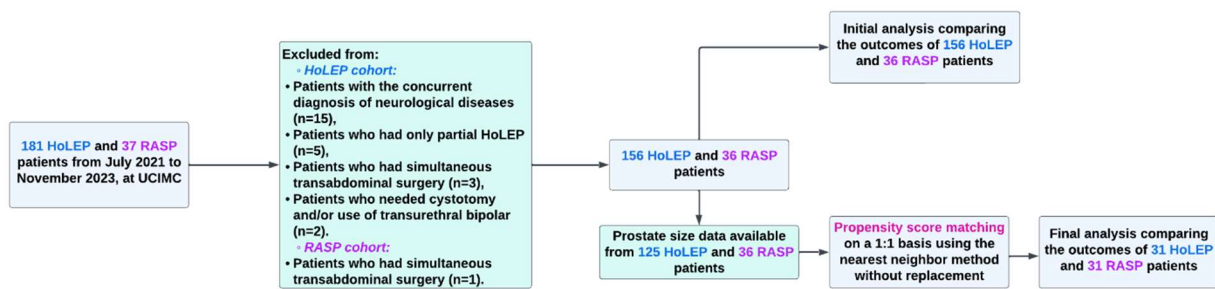 181 HoLEP and 37 RASP
patients from July 2021 to
November 2023, at UCIMC
Excluded from:
◦ HoLEP cohort:
• Patients with the concurrent
diagnosis of neurological diseases
(n=15),
• Patients who had only partial HoLEP
(n=5),
• Patients who had simultaneous
transabdominal surgery (n=3),
• Patients who needed cystotomy
and/or use of transurethral bipolar
(n=2).
◦ RASP cohort:
• Patients who had simultaneous
transabdominal surgery (n=1).
156 HoLEP and 36 RASP
patients
Initial analysis comparing
the outcomes of 156 HoLEP
and 36 RASP patients
Prostate size data available
from 125 HoLEP and 36 RASP
patients
Propensity score matching
on a 1:1 basis using the
nearest neighbor method
without replacement
Final analysis comparing
the outcomes of 31 HoLEP
and 31 RASP patients